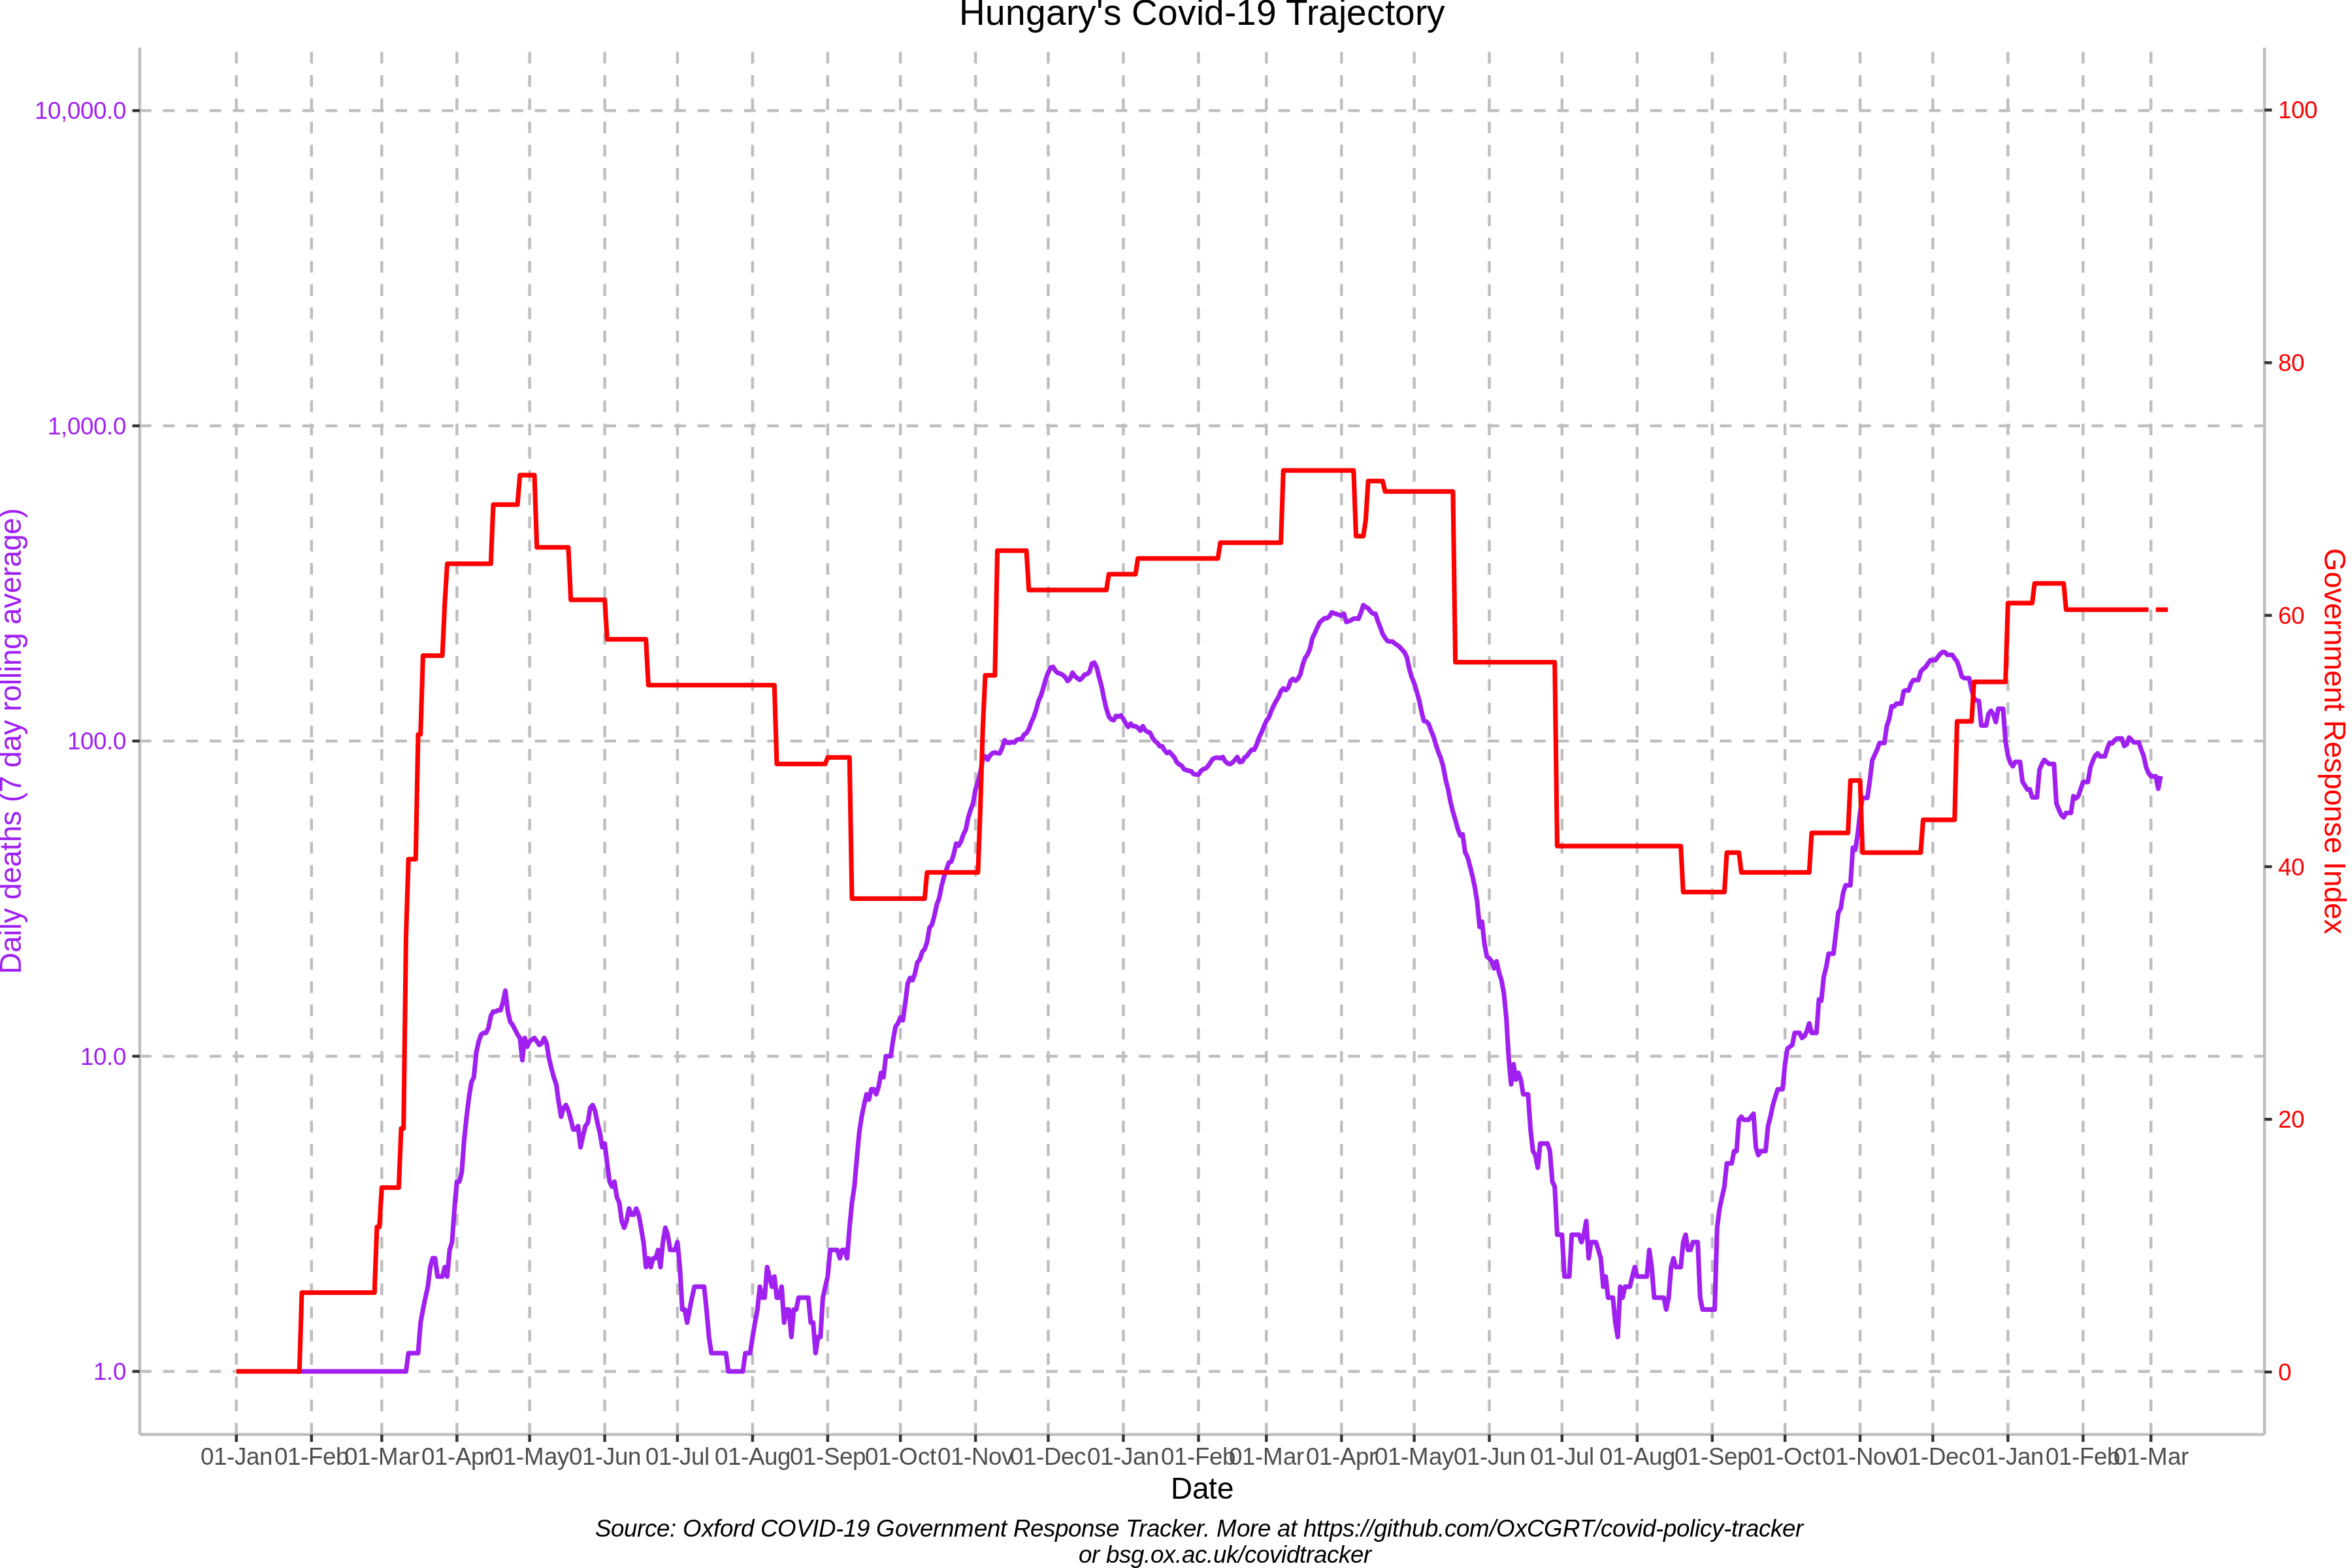 Hungary's Covid-19 Trajectory
10,000.0
1,000.0
100.0
10.0
1.0
Daily deaths (7 day rolling average)
100
80
60
40
20
0
Government Response Index
01-Jan 01-Feb 01-Mar 01-Apr 01-May 01-Jun 01-Jul 01-Aug 01-Sep 01-Oct 01-Nov 01-Dec 01-Jan 01-Feb 01-Mar 01-Apr 01-May 01-Jun 01-Jul 01-Aug 01-Sep 01-Oct 01-Nov 01-Dec 01-Jan 01-Feb 01-Mar
Date
Source: Oxford COVID-19 Government Response Tracker. More at https://github.com/OxCGRT/covid-policy-tracker
or bsg.ox.ac.uk/covidtracker